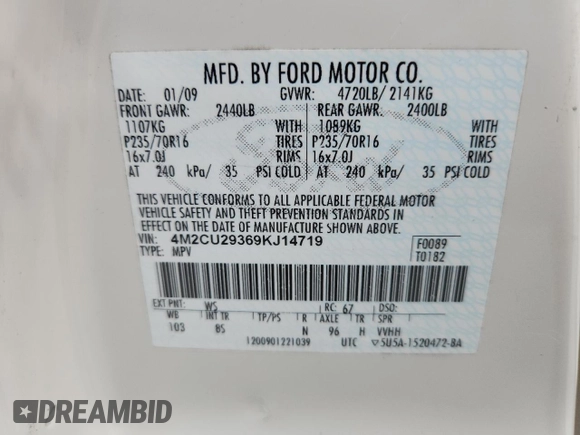 MFD. BY FORD MOTOR CO.
DATE: 01/09 GVWR: 4720LB/ 2141KG
FRONT GAWR: 2440LB REAR GAWR: 2400LB
1107KG WITH 1089KG WITH
P235/70R16 TIRES P235/70R16 TIRES
16x7.0J RIMS 16x7.0J RIMS
AT 240 kPa/ 35 PSI COLD AT 240 kPa/ 35 PSI COLD
THIS VEHICLE CONFORMS TO ALL APPLICABLE FEDERAL MOTOR
VEHICLE SAFETY AND THEFT PREVENTION STANDARDS IN
EFFECT ON THE DATE OF MANUFACTURE SHOWN ABOVE.
VIN: 4M2CU29369KJ14719 F0089
TYPE: MPV T0182
EXT PNT: WS RC: 67 DSO:
WB INT TR TP/PS R AXLE TR SPR
103 BS N 96 H VVHH
1200901221039 UTC ▽5U5A-1520472-BA
DREAMBID